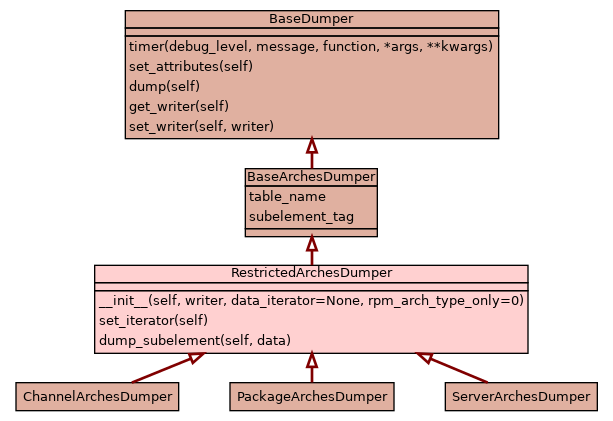 BaseDumper
timer(debug_level, message, function, *args, **kwargs)
set_attributes(self)
dump(self)
get_writer(self)
set_writer(self, writer)
BaseArchesDumper
table_name
subelement_tag
RestrictedArchesDumper
__init__(self, writer, data_iterator=None, rpm_arch_type_only=0)
set_iterator(self)
dump_subelement(self, data)
ChannelArchesDumper
PackageArchesDumper
ServerArchesDumper